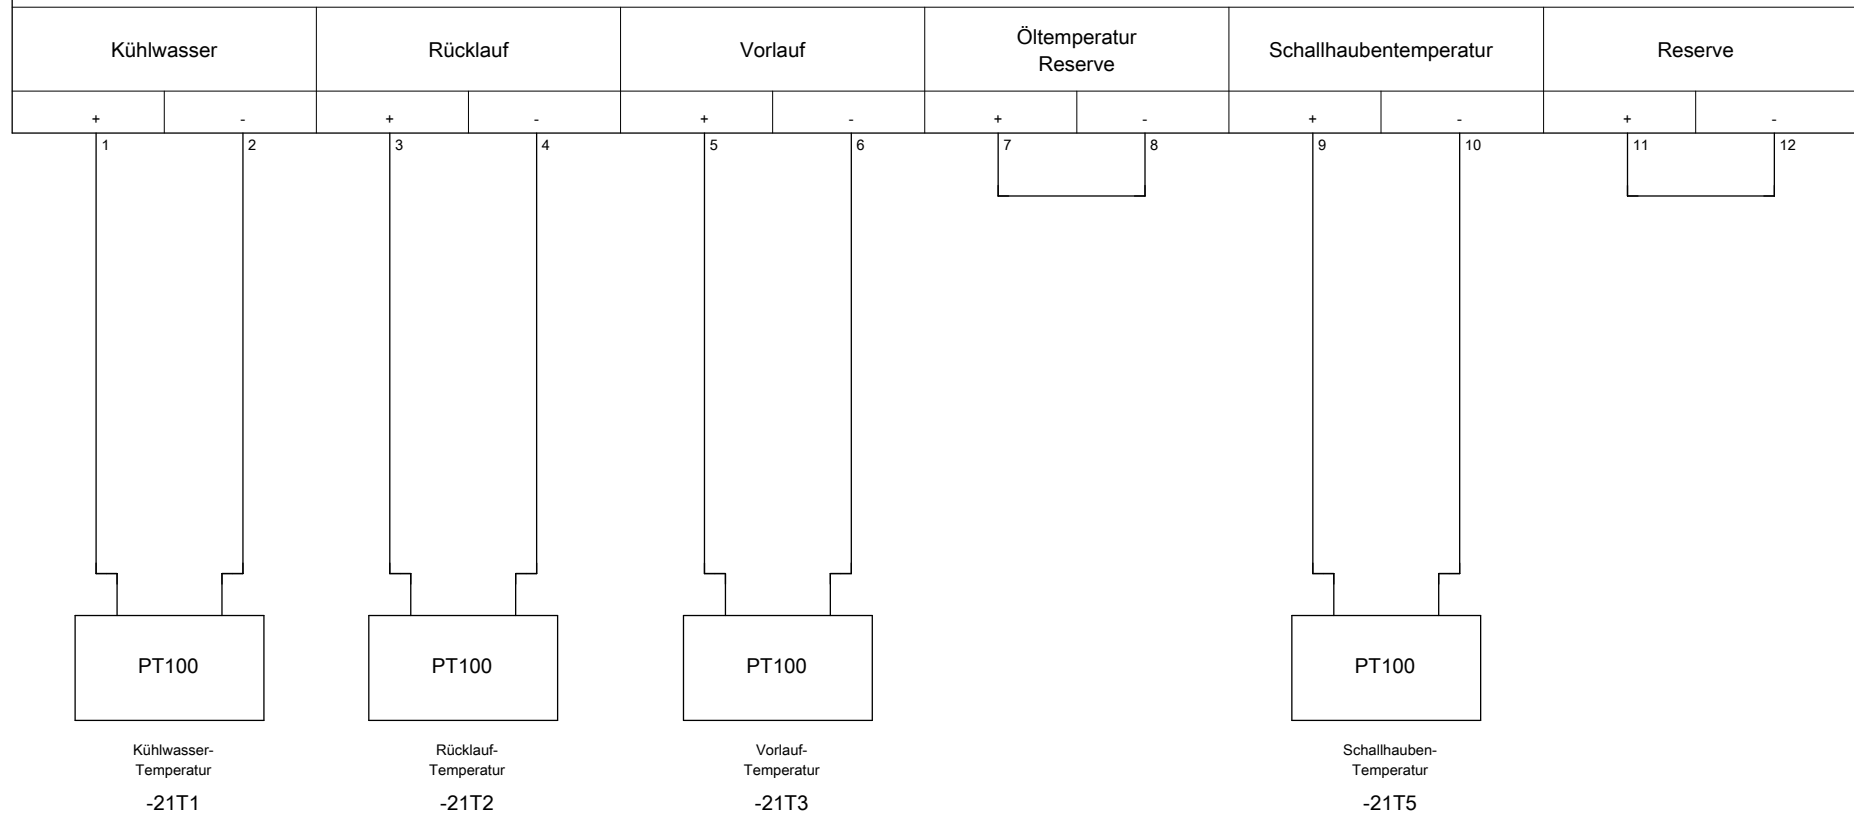 Kühlwasser
Rücklauf
Vorlauf
Öltemperatur
Reserve
Schallhaubentemperatur
Reserve
+ - + - + - + - + - + -
1 2 3 4 5 6 7 8 9 10 11 12
PT100 PT100 PT100 PT100
Kühlwasser-
Temperatur
-21T1
Rücklauf-
Temperatur
-21T2
Vorlauf-
Temperatur
-21T3
Schallhauben-
Temperatur
-21T5